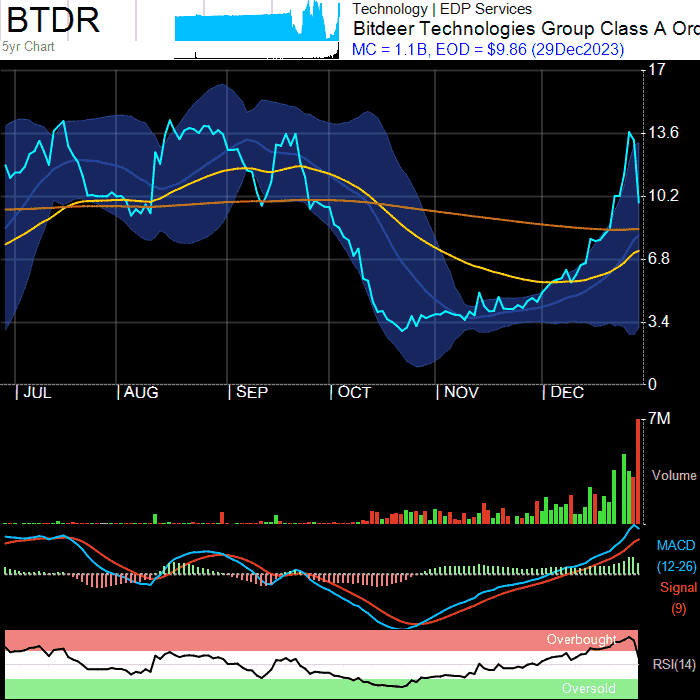 BTDR
5yr Chart
Technology | EDP Services
Bitdeer Technologies Group Class A Ord
MC = 1.1B, EOD = $9.86 (29Dec2023)
17
13.6
10.2
6.8
3.4
0
JUL AUG SEP OCT NOV DEC
7M
Volume
MACD
(12-26)
Signal
(9)
Overbought
RSI(14)
Oversold